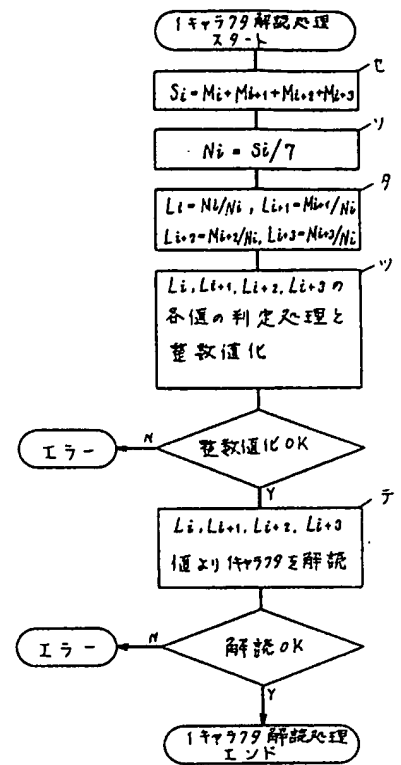 1キャラクタ解読処理
スタート
セ
Si=Mi+Mi+1+Mi+2+Mi+3
ソ
Ni = Si/7
タ
Li=Ni/Ni, Li+1=Mi+1/Ni
Li+2=Mi+2/Ni, Li+3=Mi+3/Ni
ツ
Li, Li+1, Li+2, Li+3の
各値の判定処理と
整数値化
整数値化OK
N
エラー
Y
テ
Li, Li+1, Li+2, Li+3
値より1キャラクタを解読
解読OK
N
エラー
Y
1キャラクタ解読処理
エンド